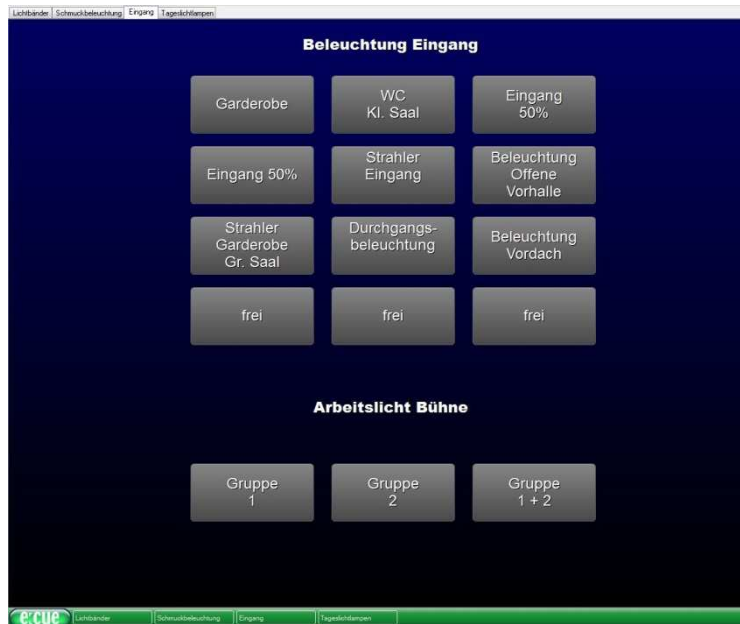 Lichtbänder Schmuckbeleuchtung Eingang Tageslichtlampen
Beleuchtung Eingang
Garderobe
WC
Kl. Saal
Eingang
50%
Eingang 50%
Strahler
Eingang
Beleuchtung
Offene
Vorhalle
Strahler
Garderobe
Gr. Saal
Durchgangs-
beleuchtung
Beleuchtung
Vordach
frei
frei
frei
Arbeitslicht Bühne
Gruppe
1
Gruppe
2
Gruppe
1 + 2
e:cue Lichtbänder Schmuckbeleuchtung Eingang Tageslichtlampen